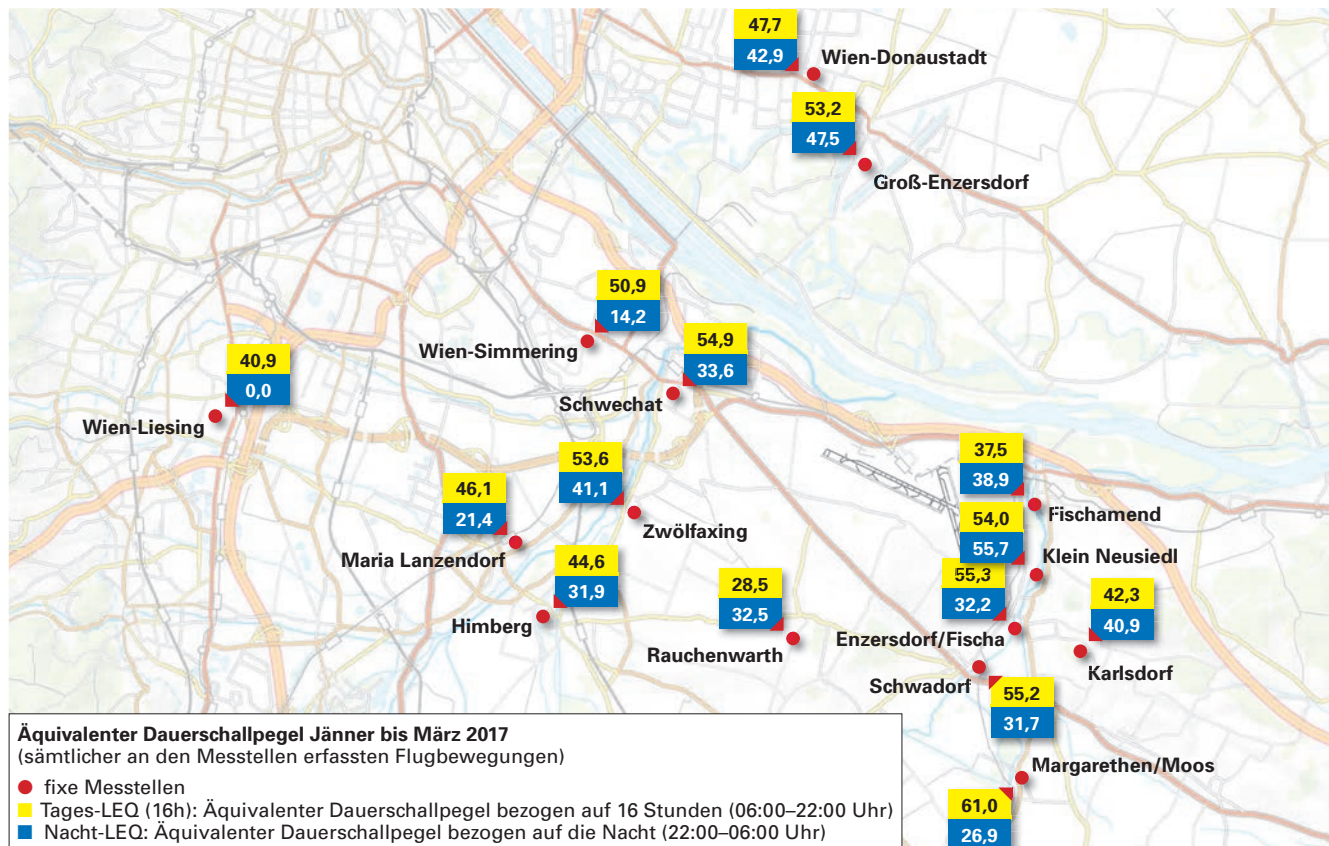 47,7
42,9
Wien-Donaustadt
53,2
47,5
Groß-Enzersdorf
50,9
14,2
Wien-Simmering
54,9
33,6
Schwechat
40,9
0,0
Wien-Liesing
53,6
41,1
Zwölfaxing
46,1
21,4
Maria Lanzendorf
37,5
38,9
Fischamend
54,0
55,7
Klein Neusiedl
44,6
31,9
Himberg
28,5
32,5
Rauchenwarth
55,3
32,2
Enzersdorf/Fischa
42,3
40,9
Karlsdorf
Schwadorf
55,2
31,7
Margarethen/Moos
61,0
26,9
Äquivalenter Dauerschallpegel Jänner bis März 2017
(sämtlicher an den Messtellen erfassten Flugbewegungen)
fixe Messtellen
Tages-LEQ (16h): Äquivalenter Dauerschallpegel bezogen auf 16 Stunden (06:00–22:00 Uhr)
Nacht-LEQ: Äquivalenter Dauerschallpegel bezogen auf die Nacht (22:00–06:00 Uhr)